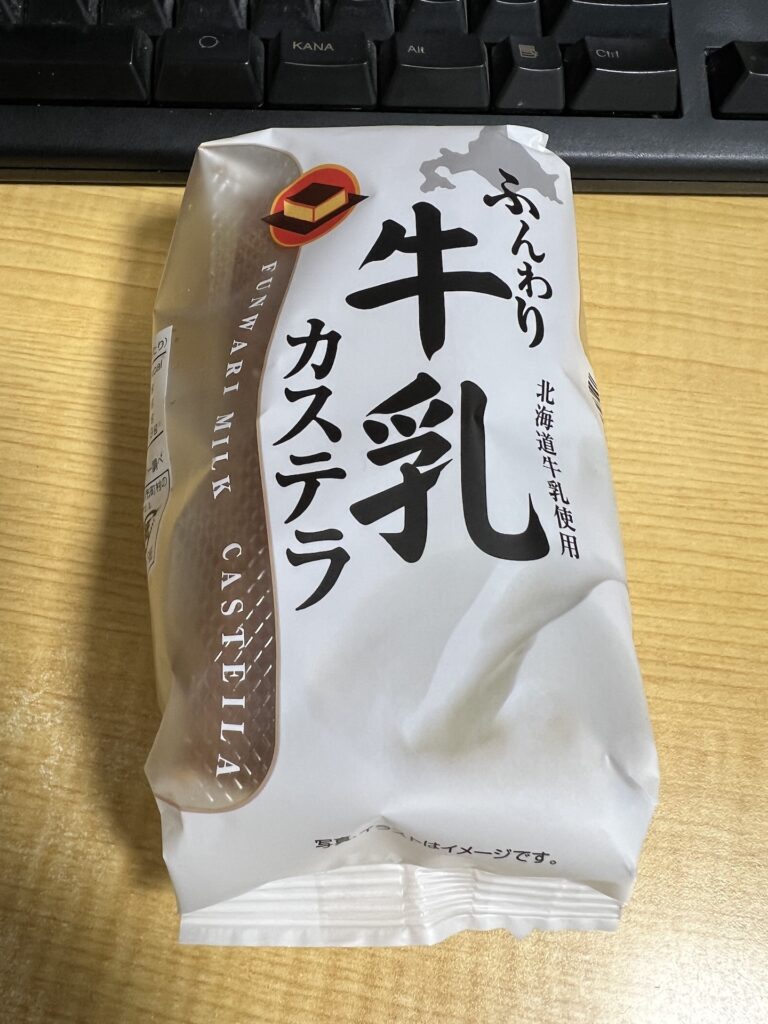 KANA
Alt
Ctrl
ふんわり
牛乳
カステラ
北海道牛乳使用
FUNWARI MILK CASTEILA
写真・イラストはイメージです。